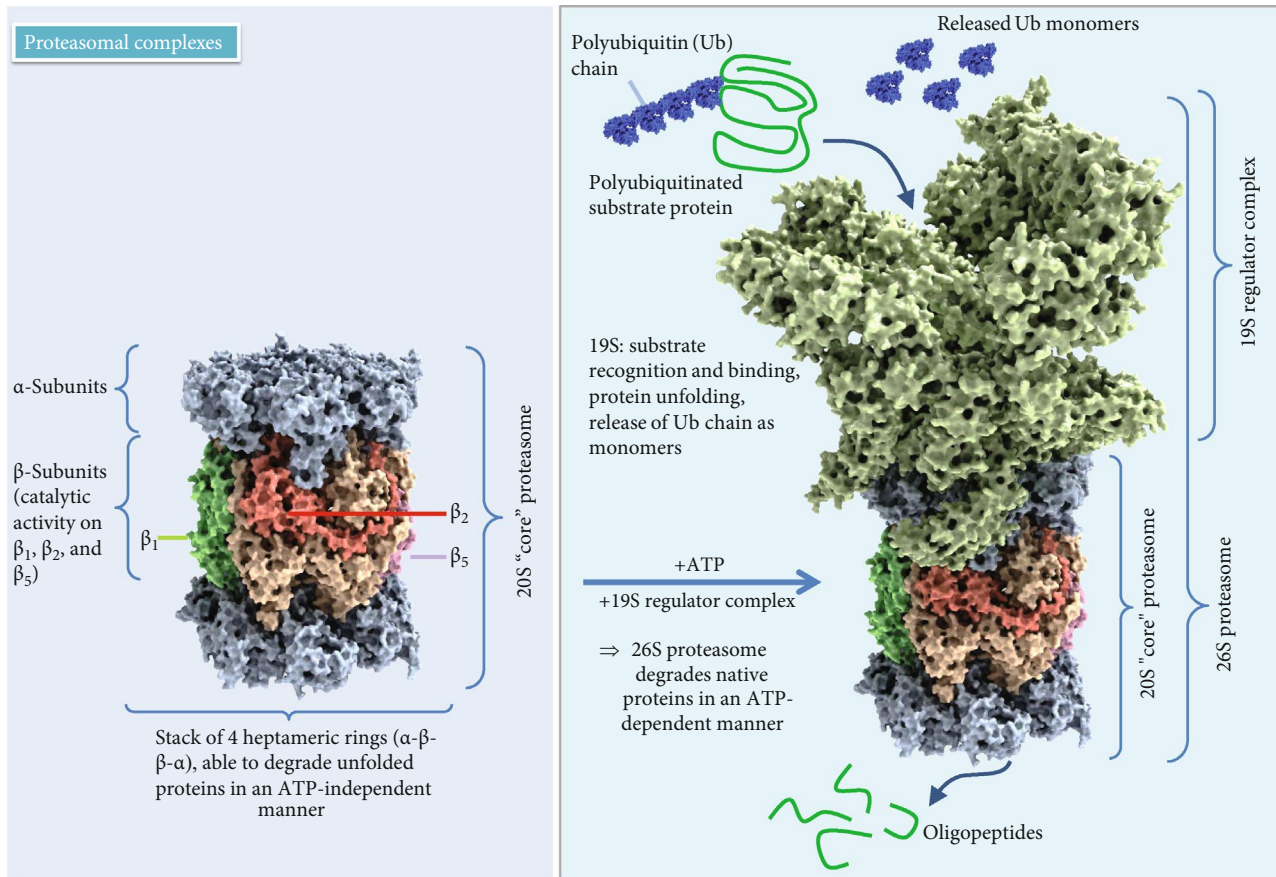 Proteasomal complexes
α-Subunits
β-Subunits
(catalytic
activity on
β₁, β₂, and
β₅)
β₁
β₂
β₅
20S “core” proteasome
Stack of 4 heptameric rings (α-β-
β-α), able to degrade unfolded
proteins in an ATP-independent
manner
Polyubiquitin (Ub)
chain
Released Ub monomers
Polyubiquitinated
substrate protein
19S: substrate
recognition and binding,
protein unfolding,
release of Ub chain as
monomers
+ATP
+19S regulator complex
⇒ 26S proteasome
degrades native
proteins in an ATP-
dependent manner
19S regulator complex
20S "core" proteasome
26S proteasome
Oligopeptides